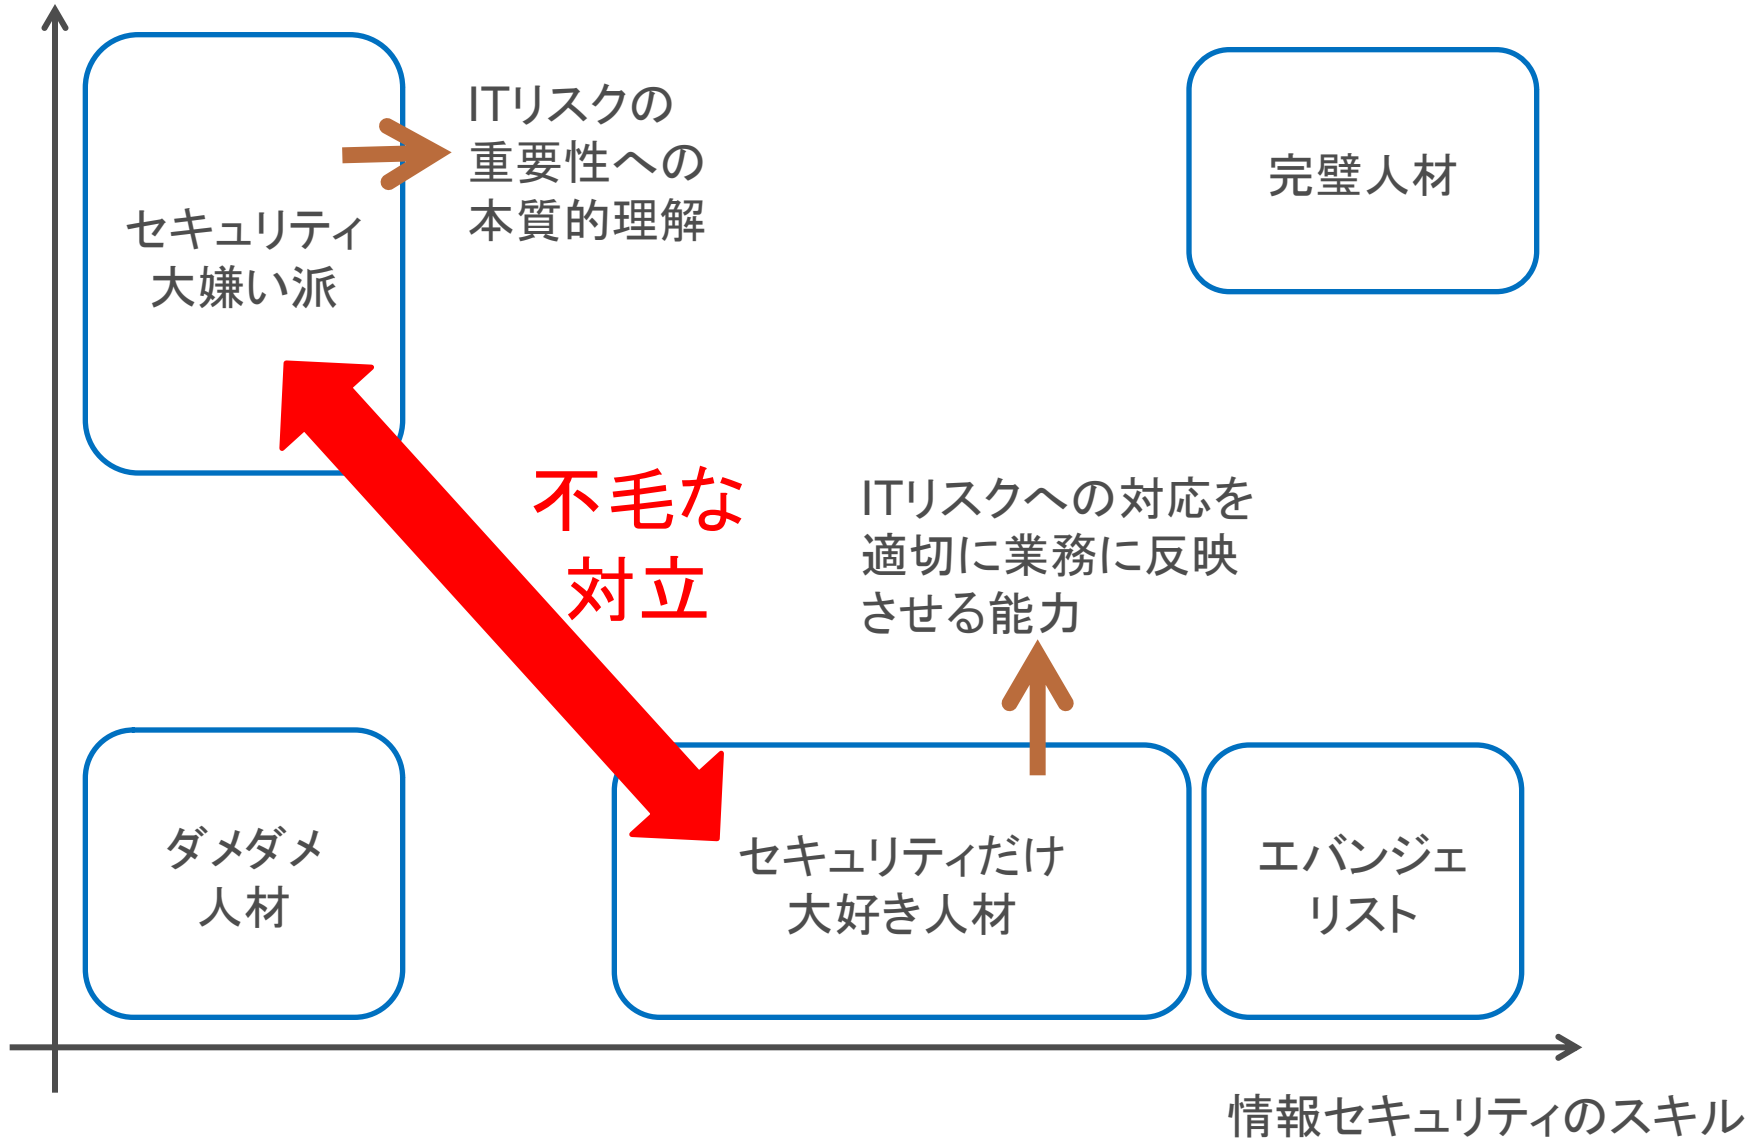 ITリスクの
重要性への
本質的理解
完璧人材
セキュリティ
大嫌い派
不毛な
対立
ITリスクへの対応を
適切に業務に反映
させる能力
ダメダメ
人材
セキュリティだけ
大好き人材
エバンジェ
リスト
情報セキュリティのスキル